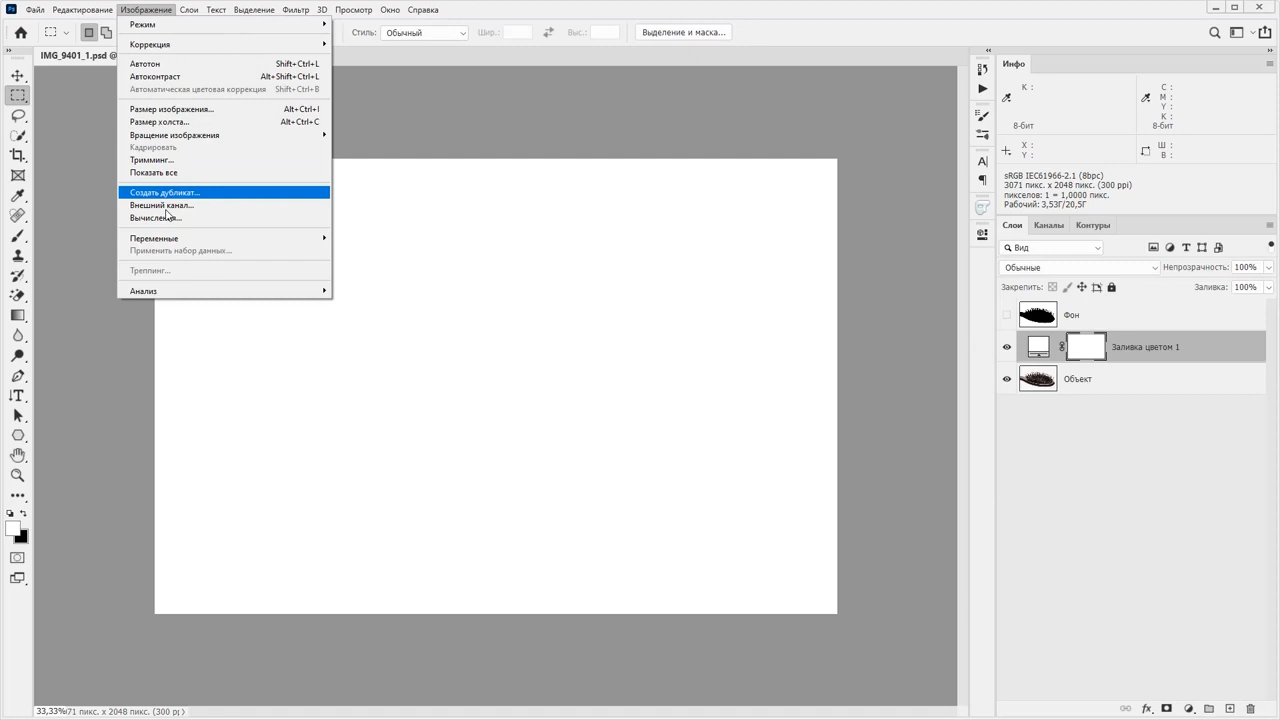 Ps Файл Редактирование Изображение Слои Текст Выделение Фильтр 3D Просмотр Окно Справка
Стиль: Обычный Шир.: Выс.: Выделение и маска...
IMG_9401_1.psd @
Режим
Коррекция
Автотон Shift+Ctrl+L
Автоконтраст Alt+Shift+Ctrl+L
Автоматическая цветовая коррекция Shift+Ctrl+B
Размер изображения... Alt+Ctrl+I
Размер холста... Alt+Ctrl+C
Вращение изображения
Кадрировать
Тримминг...
Показать все
Создать дубликат...
Внешний канал...
Вычисления...
Переменные
Применить набор данных...
Треппинг...
Анализ
Инфо
K: C:
M:
Y:
K:
8-бит 8-бит
X: Ш:
Y: В:
sRGB IEC61966-2.1 (8bpc)
3071 пикс. x 2048 пикс. (300 ppi)
пикселов: 1 = 1,0000 пикс.
Рабочий: 3,53Г/20,5Г
Слои Каналы Контуры
Вид
Обычные Непрозрачность: 100%
Закрепить: Заливка: 100%
Фон
Заливка цветом 1
Объект
33,33% 71 пикс. x 2048 пикс. (300 p